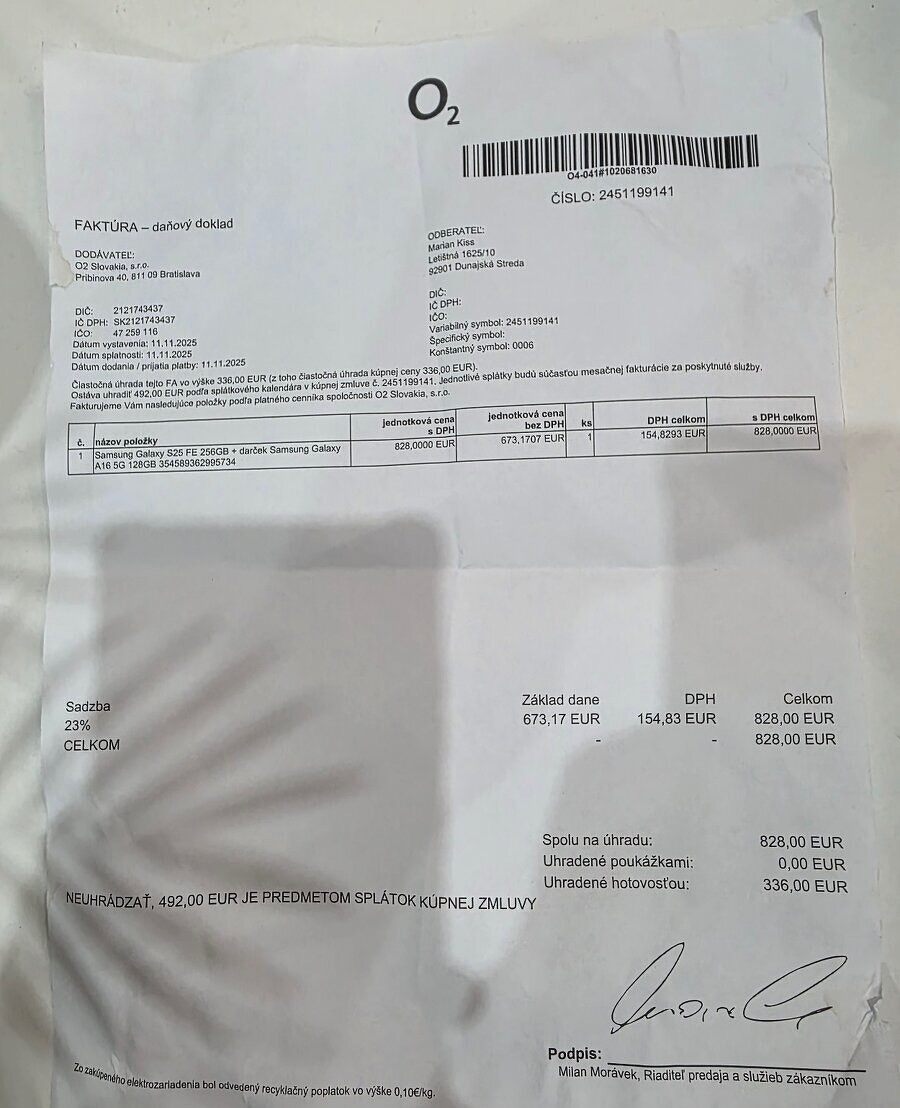 O2
O4-041#1020681630
ČÍSLO: 2451199141
FAKTÚRA – daňový doklad
DODÁVATEĽ:
O2 Slovakia, s.r.o.
Pribinova 40, 811 09 Bratislava
ODBERATEĽ:
Marian Kiss
Letištná 1625/10
92901 Dunajská Streda
DIČ: 2121743437
IČ DPH: SK2121743437
IČO: 47 259 116
Dátum vystavenia: 11.11.2025
Dátum splatnosti: 11.11.2025
Dátum dodania / prijatia platby: 11.11.2025
DIČ:
IČ DPH:
IČO:
Variabilný symbol: 2451199141
Špecifický symbol:
Konštantný symbol: 0006
Čiastočná úhrada tejto FA vo výške 336,00 EUR (z toho čiastočná úhrada kúpnej ceny 336,00 EUR).
Ostáva uhradiť 492,00 EUR podľa splátkového kalendára v kúpnej zmluve č. 2451199141. Jednotlivé splátky budú súčasťou mesačnej fakturácie za poskytnuté služby.
Fakturujeme Vám nasledujúce položky podľa platného cenníka spoločnosti O2 Slovakia, s.r.o.
č. názov položky jednotková cena s DPH jednotková cena bez DPH ks DPH celkom s DPH celkom
1 Samsung Galaxy S25 FE 256GB + darček Samsung Galaxy 828,0000 EUR 673,1707 EUR 1 154,8293 EUR 828,0000 EUR
A16 5G 128GB 354589362995734
Sadzba Základ dane DPH Celkom
23% 673,17 EUR 154,83 EUR 828,00 EUR
CELKOM - - 828,00 EUR
Spolu na úhradu: 828,00 EUR
Uhradené poukážkami: 0,00 EUR
Uhradené hotovosťou: 336,00 EUR
NEUHRÁDZAŤ, 492,00 EUR JE PREDMETOM SPLÁTOK KÚPNEJ ZMLUVY
Podpis:
Milan Morávek, Riaditeľ predaja a služieb zákazníkom
Zo zakúpeného elektrozariadenia bol odvedený recyklačný poplatok vo výške 0,10€/kg.